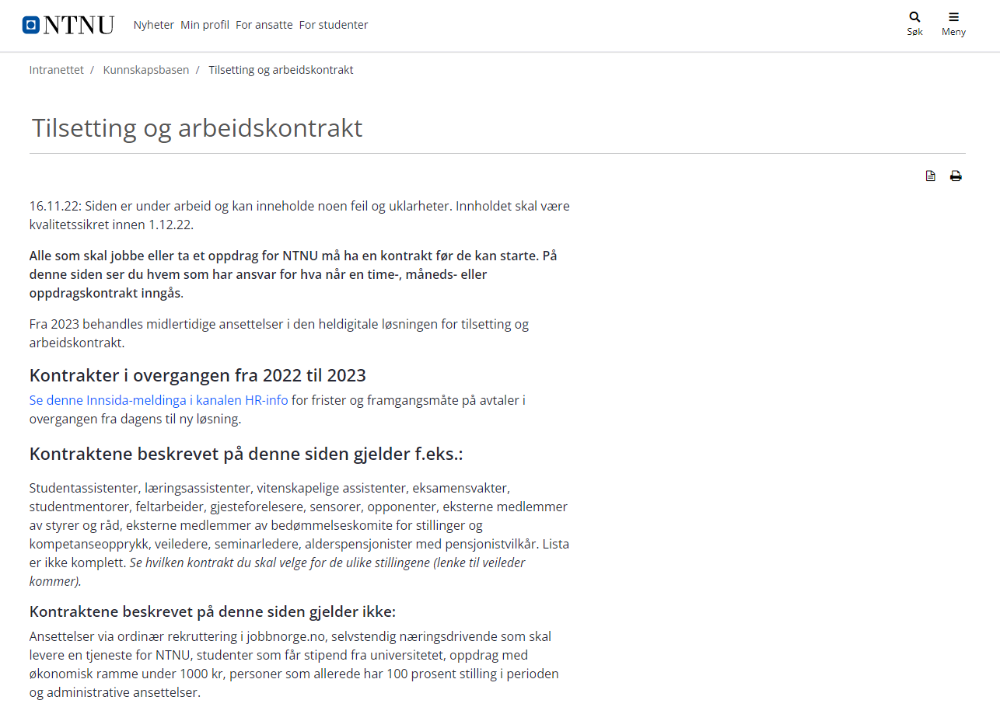 NTNU Nyheter Min profil For ansatte For studenter
Søk Meny
Intranettet / Kunnskapsbasen / Tilsetting og arbeidskontrakt
Tilsetting og arbeidskontrakt
16.11.22: Siden er under arbeid og kan inneholde noen feil og uklarheter. Innholdet skal være
kvalitetssikret innen 1.12.22.
Alle som skal jobbe eller ta et oppdrag for NTNU må ha en kontrakt før de kan starte. På
denne siden ser du hvem som har ansvar for hva når en time-, måneds- eller
oppdragskontrakt inngås.
Fra 2023 behandles midlertidige ansettelser i den heldigitale løsningen for tilsetting og
arbeidskontrakt.
Kontrakter i overgangen fra 2022 til 2023
Se denne Innsida-meldinga i kanalen HR-info for frister og framgangsmåte på avtaler i
overgangen fra dagens til ny løsning.
Kontraktene beskrevet på denne siden gjelder f.eks.:
Studentassistenter, læringsassistenter, vitenskapelige assistenter, eksamensvakter,
studentmentorer, feltarbeider, gjesteforelesere, sensorer, opponenter, eksterne medlemmer
av styrer og råd, eksterne medlemmer av bedømmelseskomite for stillinger og
kompetanseopprykk, veiledere, seminarledere, alderspensjonister med pensjonistvilkår. Lista
er ikke komplett. Se hvilken kontrakt du skal velge for de ulike stillingene (lenke til veileder
kommer).
Kontraktene beskrevet på denne siden gjelder ikke:
Ansettelser via ordinær rekruttering i jobbnorge.no, selvstendig næringsdrivende som skal
levere en tjeneste for NTNU, studenter som får stipend fra universitetet, oppdrag med
økonomisk ramme under 1000 kr, personer som allerede har 100 prosent stilling i perioden
og administrative ansettelser.